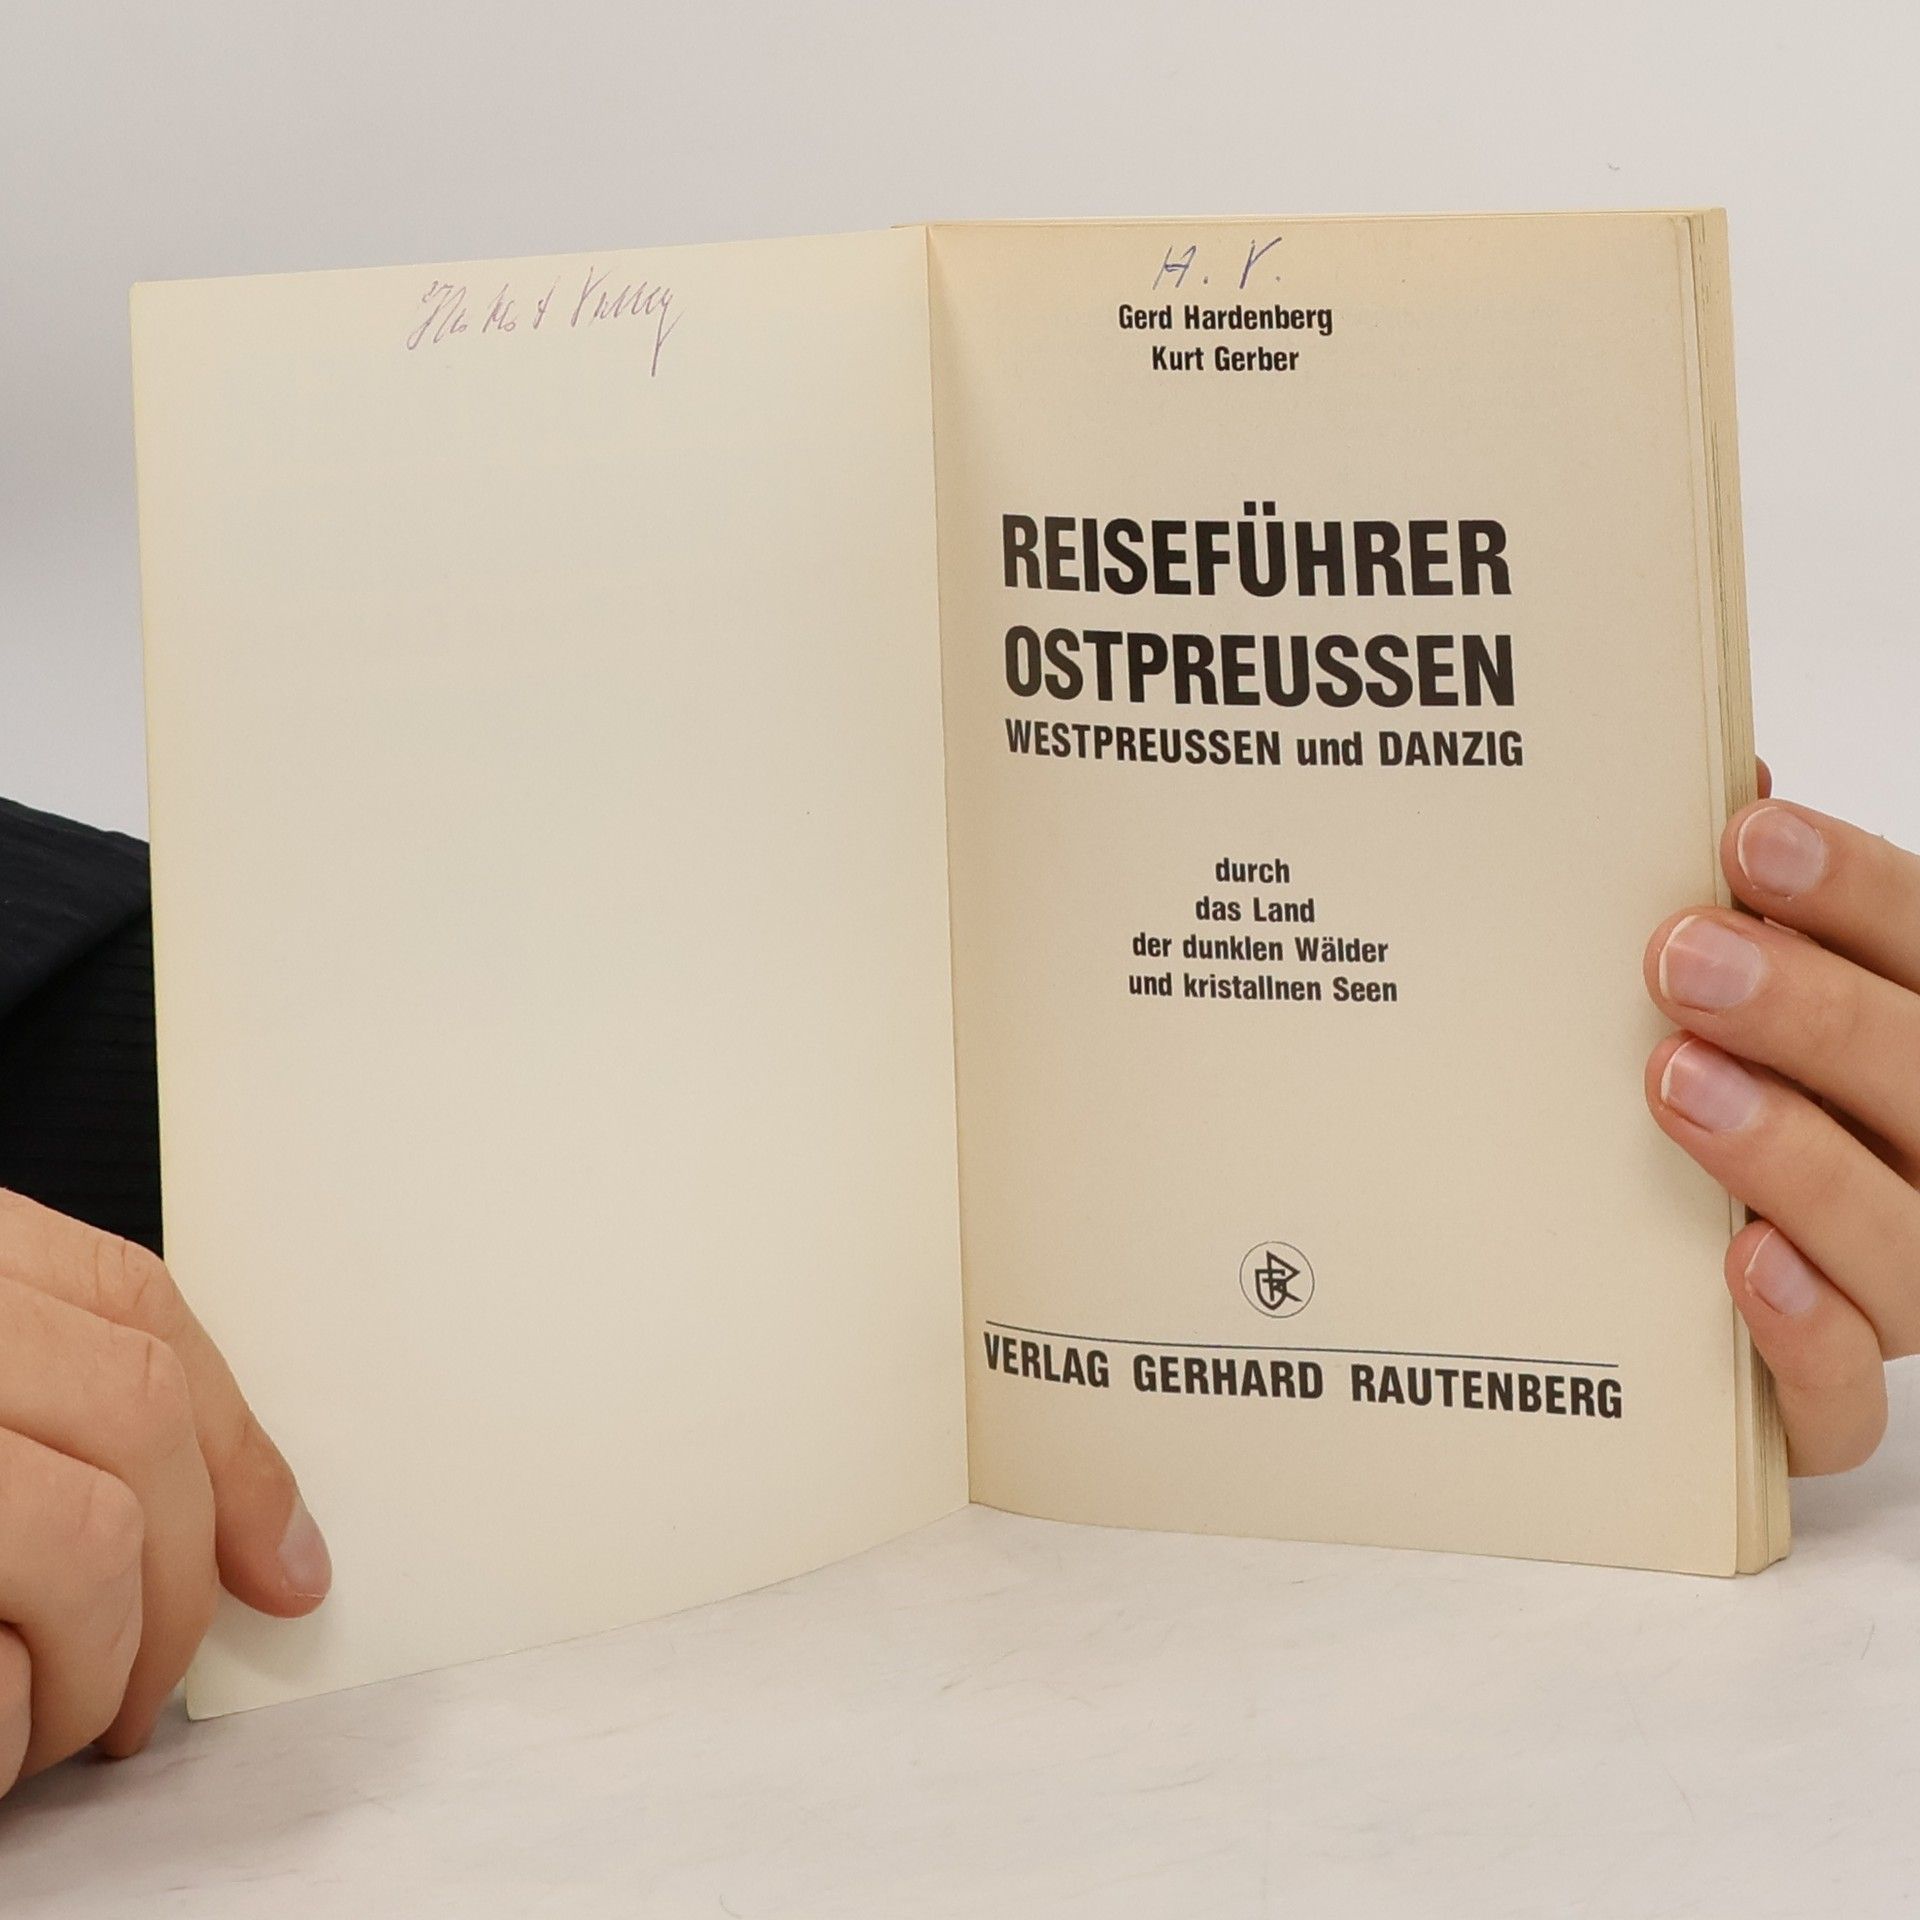 H. V.
Gerd Hardenberg
Kurt Gerber
REISEFÜHRER
OSTPREUSSEN
WESTPREUSSEN und DANZIG
durch
das Land
der dunklen Wälder
und kristallnen Seen
VERLAG GERHARD RAUTENBERG